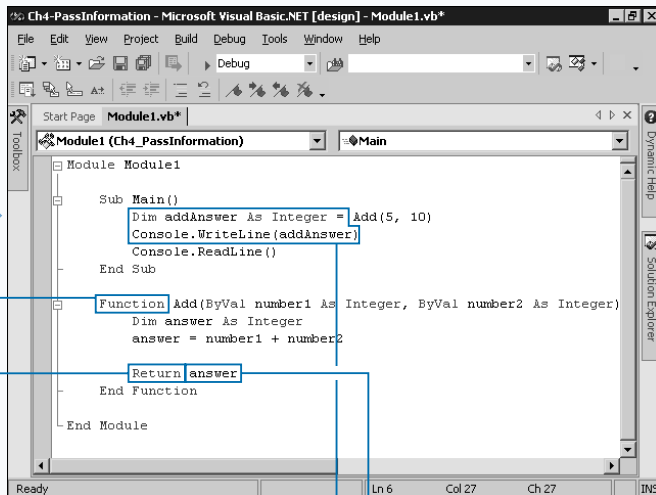 Ch4-PassInformation - Microsoft Visual Basic.NET [design] - Module1.vb*
File Edit View Project Build Debug Tools Window Help
Debug
Start Page Module1.vb*
Module1 (Ch4_PassInformation) Main
Toolbox
Dynamic Help
Solution Explorer
Module Module1
Sub Main()
Dim addAnswer As Integer = Add(5, 10)
Console.WriteLine(addAnswer)
Console.ReadLine()
End Sub
Function Add(ByVal number1 As Integer, ByVal number2 As Integer)
Dim answer As Integer
answer = number1 + number2
Return answer
End Function
End Module
Ready Ln 6 Col 27 Ch 27 INS